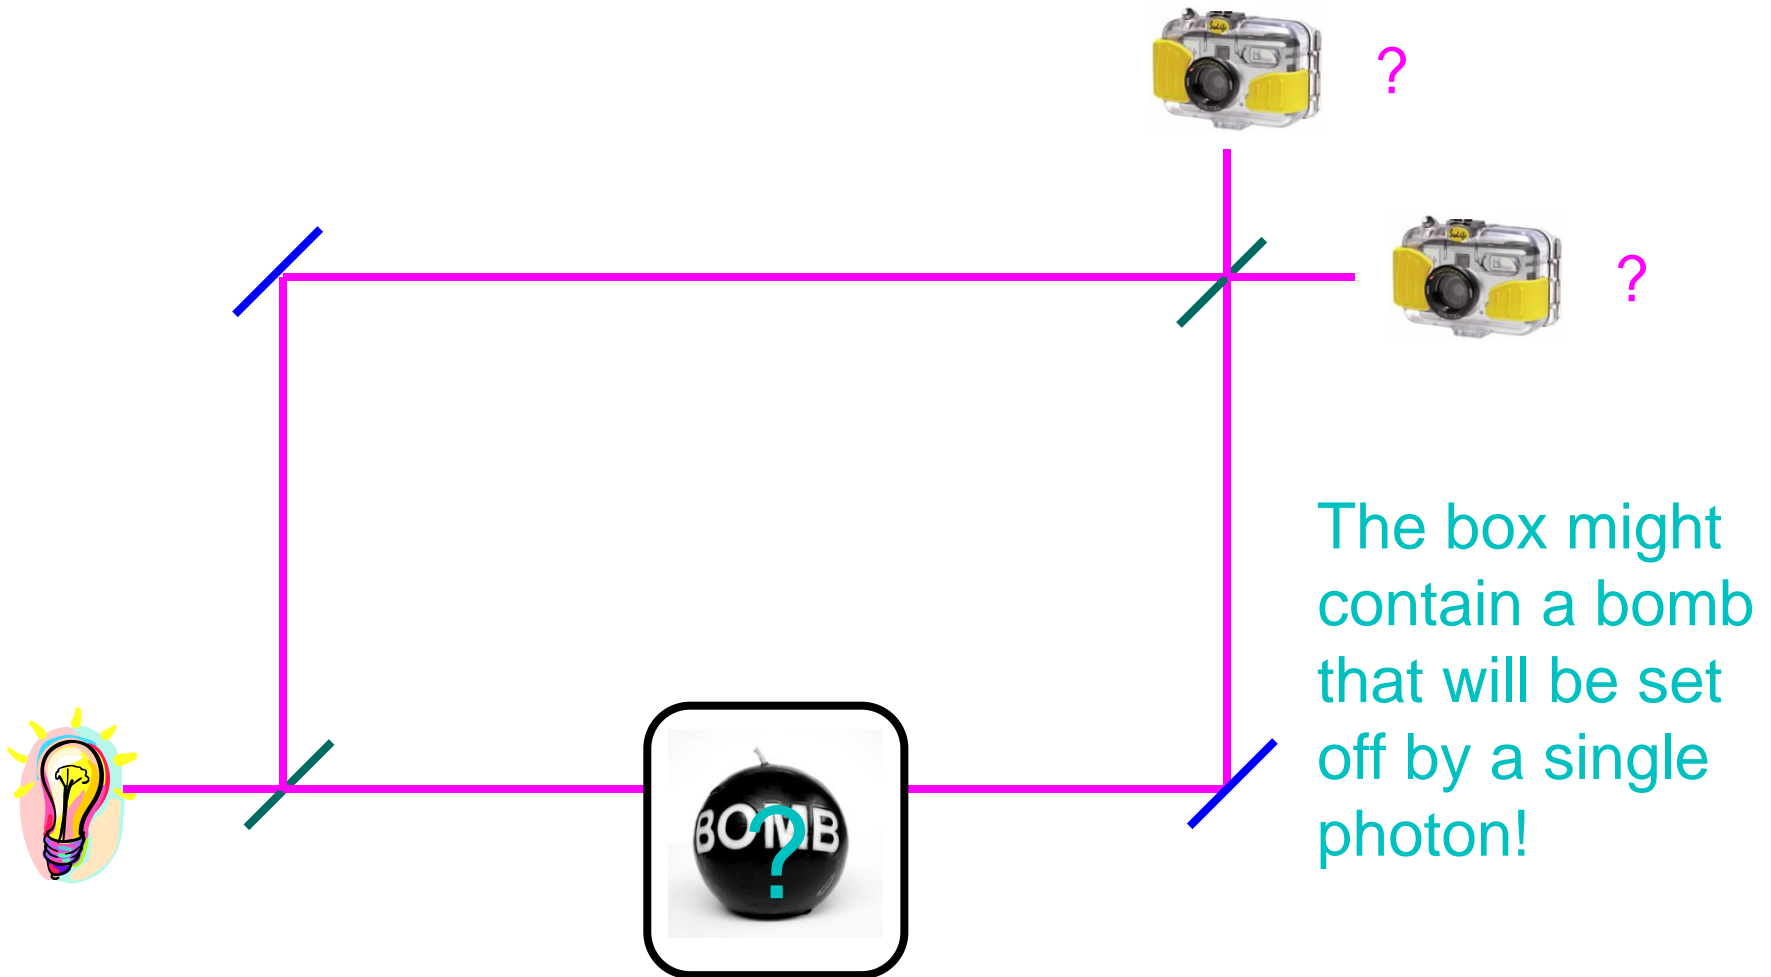 ?
?
The box might
contain a bomb
that will be set
off by a single
photon!
BOMB
?